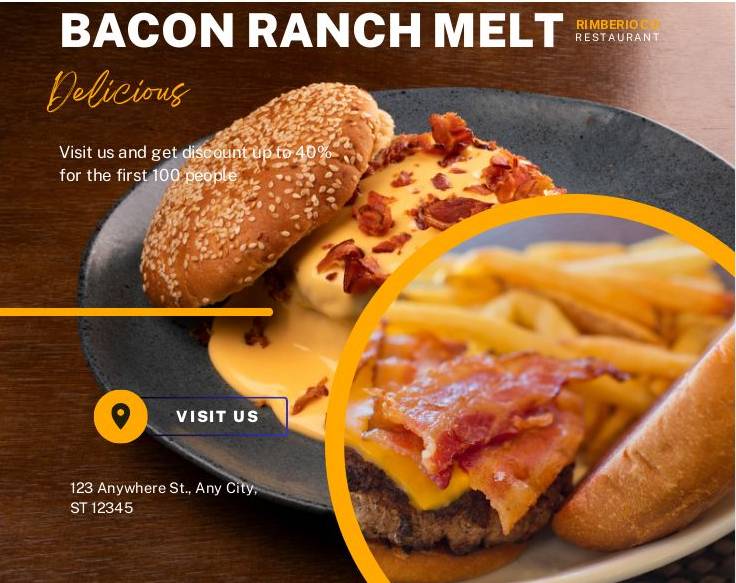 BACON RANCH MELT
RIMBERIO CO
RESTAURANT
Delicious
Visit us and get discount up to 40%
for the first 100 people
VISIT US
123 Anywhere St., Any City,
ST 12345